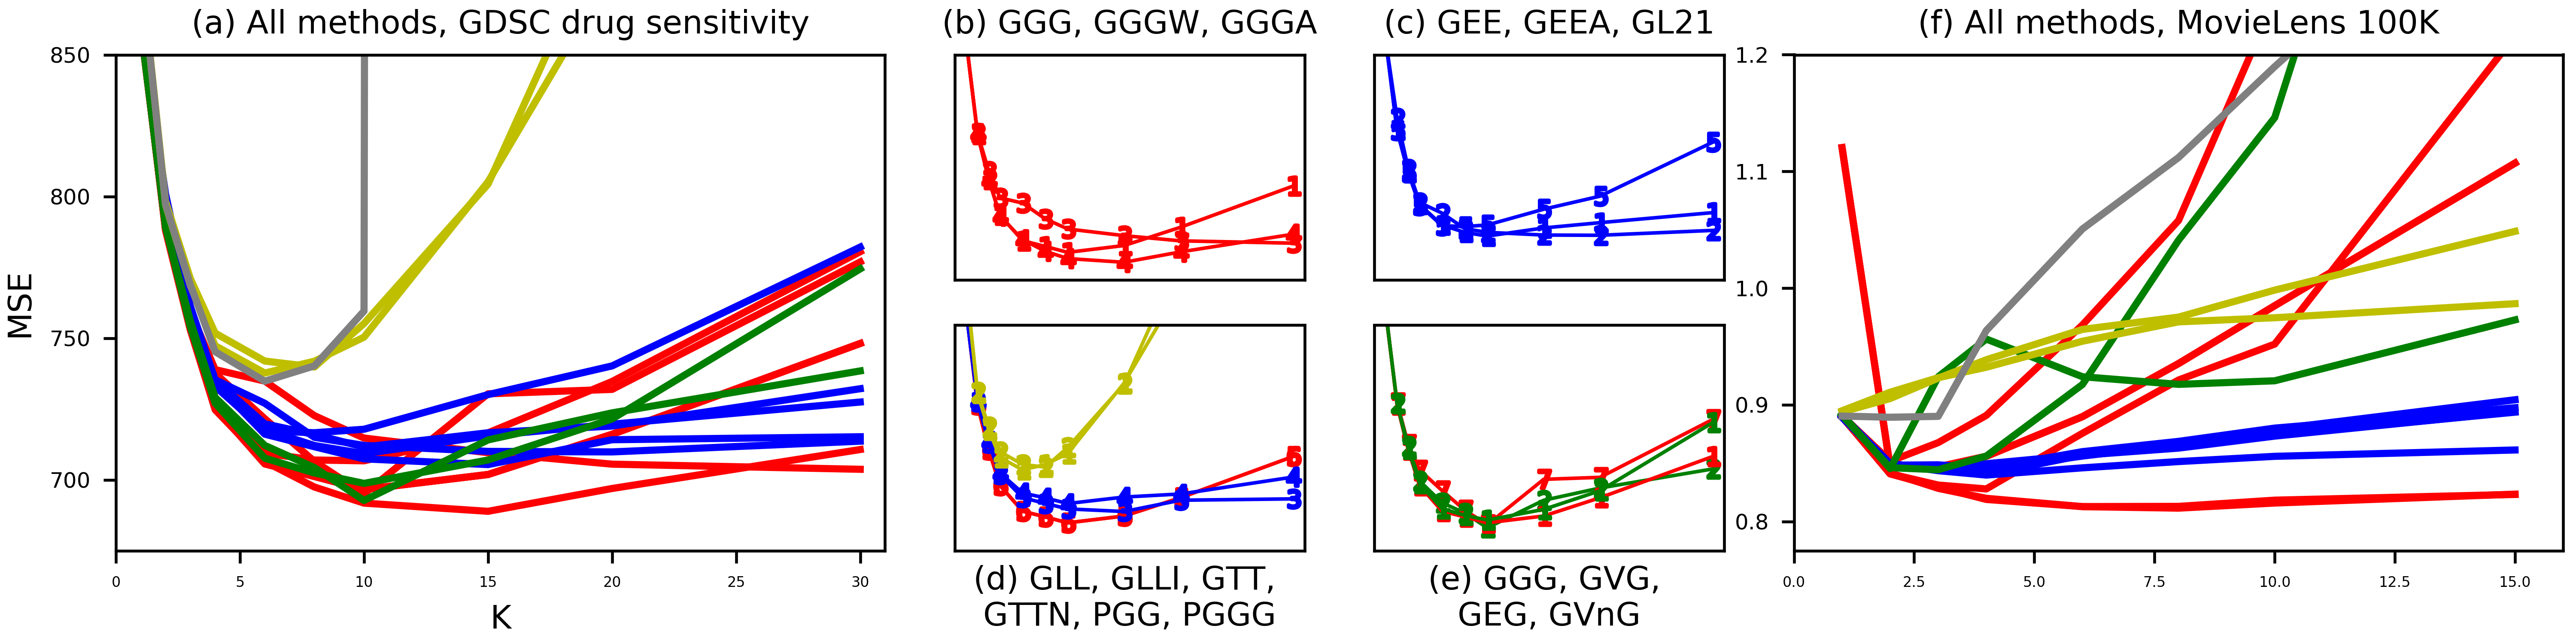 (a) All methods, GDSC drug sensitivity
850
800
750
700
MSE
0 5 10 15 20 25 30
K
(b) GGG, GGGW, GGGA
(c) GEE, GEEA, GL21
(d) GLL, GLLI, GTT,
GTTN, PGG, PGGG
(e) GGG, GVG,
GEG, GVnG
(f) All methods, MovieLens 100K
1.2
1.1
1.0
0.9
0.8
0.0 2.5 5.0 7.5 10.0 12.5 15.0